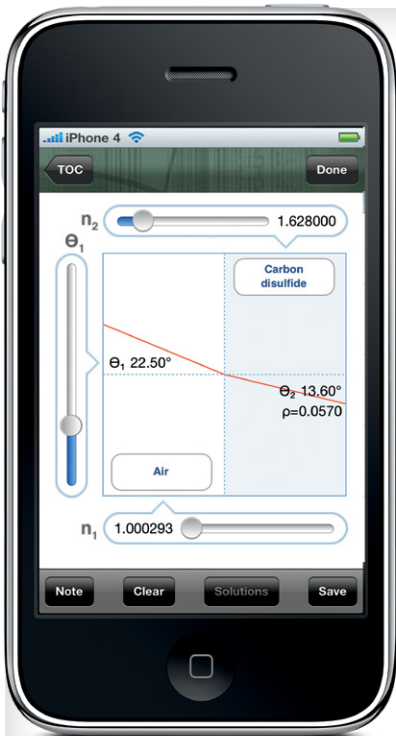 iPhone 4
TOC
Done
n₂
1.628000
Θ₁
Carbon
disulfide
Θ₁ 22.50°
Θ₂ 13.60°
ρ=0.0570
Air
n₁
1.000293
Note
Clear
Solutions
Save